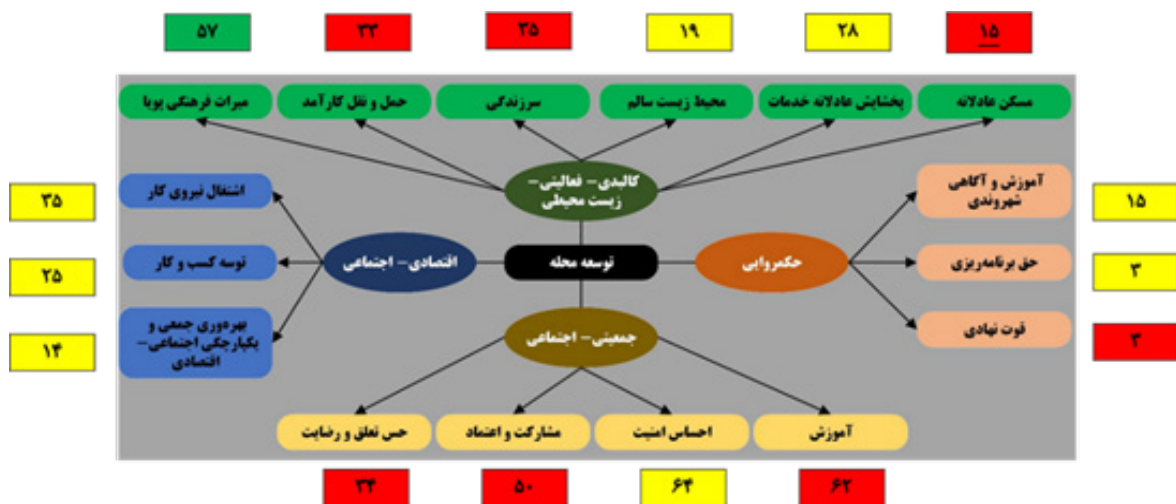 ۱۵
۲۸
۱۹
۳۵
۳۳
۵۷
مسکن عادلانه
پخشایش عادلانه خدمات
محیط زیست سالم
سرزندگی
حمل و نقل کارآمد
میراث فرهنگی پویا
کالبدی- فعالیتی-
زیست محیطی
۱۵
آموزش و آگاهی
شهروندی
۳
حق برنامه‌ریزی
۳
قوت نهادی
حکمروایی
توسعه محله
اقتصادی- اجتماعی
اشتغال نیروی کار
۳۵
توسه کسب و کار
۲۵
بهره‌وری جمعی و
یکپارچگی اجتماعی-
اقتصادی
۱۴
جمعیتی- اجتماعی
آموزش
احساس امنیت
مشارکت و اعتماد
حس تعلق و رضایت
۶۲
۶۴
۵۰
۳۴